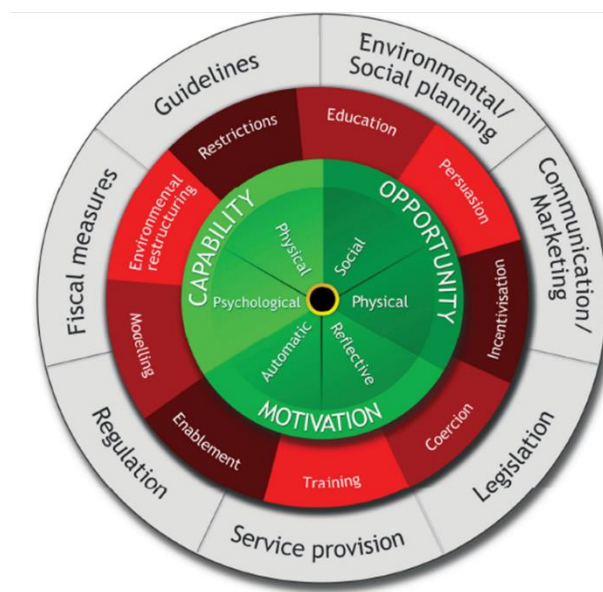 Guidelines
Environmental/
Social planning
Communication/
Marketing
Legislation
Service provision
Regulation
Fiscal measures
Restrictions
Education
Persuasion
Incentivisation
Coercion
Training
Enablement
Modelling
Environmental
restructuring
CAPABILITY
OPPORTUNITY
MOTIVATION
Physical
Social
Physical
Reflective
Automatic
Psychological